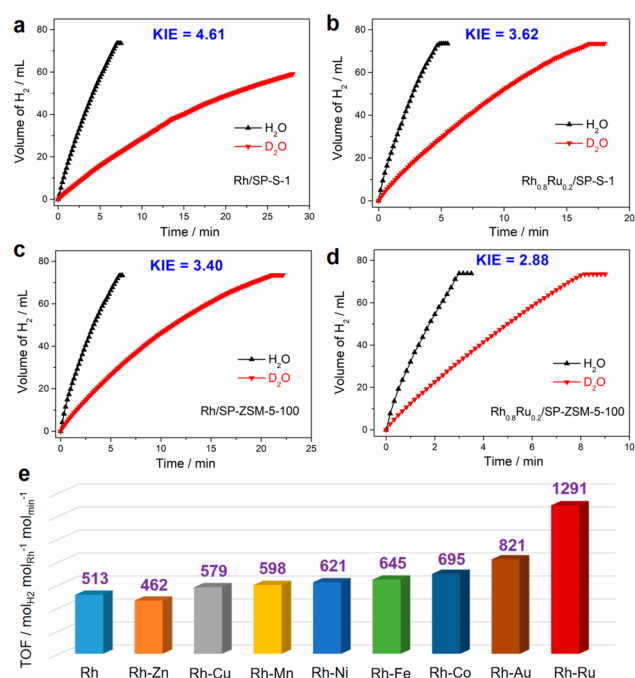 a
KIE = 4.61
Volume of H2 / mL
80
60
40
20
0
H2O
D2O
Rh/SP-S-1
0 5 10 15 20 25 30
Time / min
b
KIE = 3.62
Volume of H2 / mL
80
60
40
20
0
H2O
D2O
Rh0.8Ru0.2/SP-S-1
0 5 10 15 20
Time / min
c
KIE = 3.40
Volume of H2 / mL
80
60
40
20
0
H2O
D2O
Rh/SP-ZSM-5-100
0 5 10 15 20 25
Time / min
d
KIE = 2.88
Volume of H2 / mL
80
60
40
20
0
H2O
D2O
Rh0.8Ru0.2/SP-ZSM-5-100
0 2 4 6 8 10
Time / min
e
TOF / molH2 molRh-1 molmin-1
513 462 579 598 621 645 695 821 1291
Rh Rh-Zn Rh-Cu Rh-Mn Rh-Ni Rh-Fe Rh-Co Rh-Au Rh-Ru